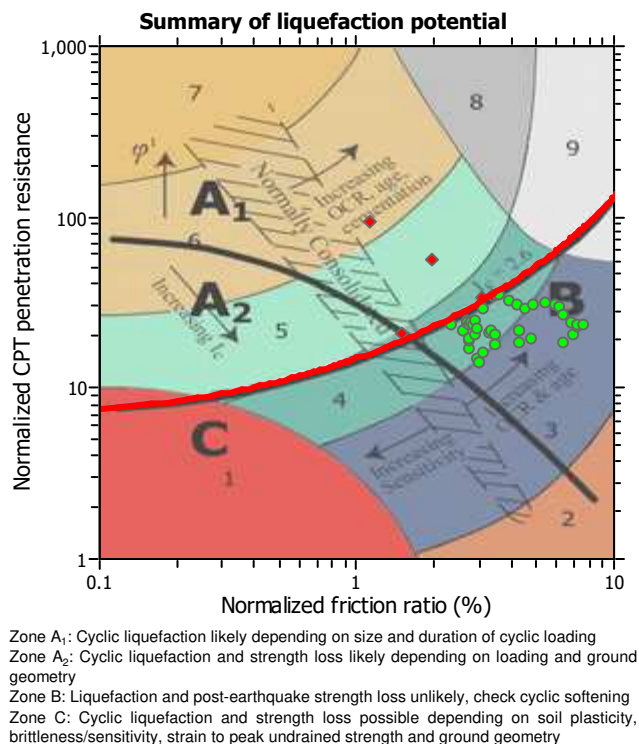 Summary of liquefaction potential
1,000
100
10
1
0.1
1
10
Normalized CPT penetration resistance
Normalized friction ratio (%)
7
8
9
φ'
A1
Normally Consolidated
Increasing
OCR, age,
cementation
6
A2
Increasing Ic
5
= 2.6
B
4
C
1
Increasing
OCR & age
Increasing
Sensitivity
3
2
Zone A1: Cyclic liquefaction likely depending on size and duration of cyclic loading
Zone A2: Cyclic liquefaction and strength loss likely depending on loading and ground
geometry
Zone B: Liquefaction and post-earthquake strength loss unlikely, check cyclic softening
Zone C: Cyclic liquefaction and strength loss possible depending on soil plasticity,
brittleness/sensitivity, strain to peak undrained strength and ground geometry